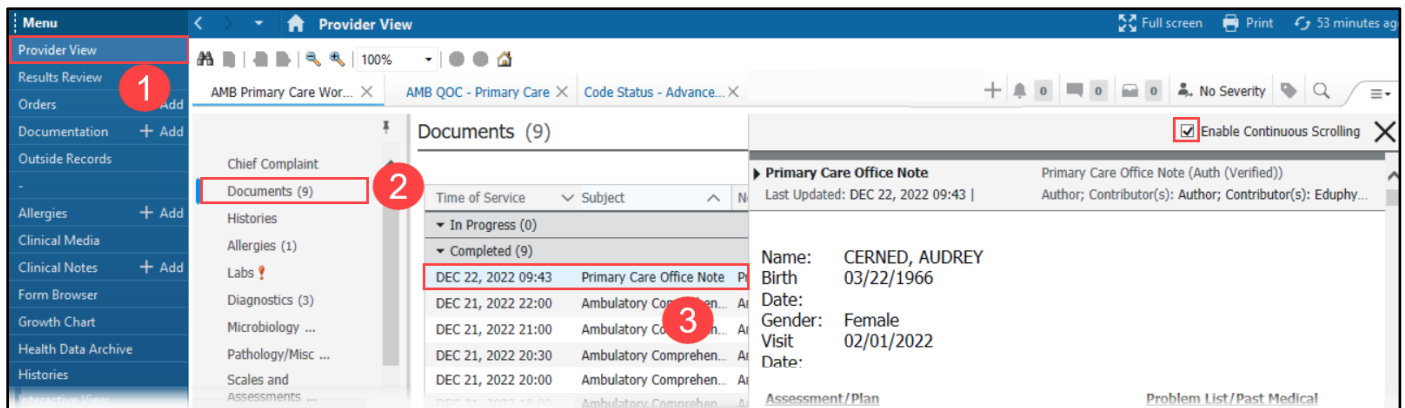 Menu
Provider View
Full screen
Print
53 minutes ag
Provider View
Results Review
Orders
Add
Documentation
+ Add
Outside Records
-
Allergies
+ Add
Clinical Media
Clinical Notes
+ Add
Form Browser
Growth Chart
Health Data Archive
Histories
1
100%
AMB Primary Care Wor...
AMB QOC - Primary Care
Code Status - Advance...
0
0
0
No Severity
Chief Complaint
Documents (9)
Histories
Allergies (1)
Labs
Diagnostics (3)
Microbiology ...
Pathology/Misc ...
Scales and
Assessments ...
2
Documents (9)
Time of Service
Subject
In Progress (0)
Completed (9)
DEC 22, 2022 09:43 Primary Care Office Note
DEC 21, 2022 22:00 Ambulatory
DEC 21, 2022 21:00 Ambulatory
DEC 21, 2022 20:30 Ambulatory Comprehen...
DEC 21, 2022 20:00 Ambulatory Comprehen...
3
Enable Continuous Scrolling
Primary Care Office Note
Primary Care Office Note (Auth (Verified))
Last Updated: DEC 22, 2022 09:43 |
Author; Contributor(s): Author; Contributor(s): Eduphy...
Name: CERNED, AUDREY
Birth 03/22/1966
Date:
Gender: Female
Visit 02/01/2022
Date:
Assessment/Plan
Problem List/Past Medical